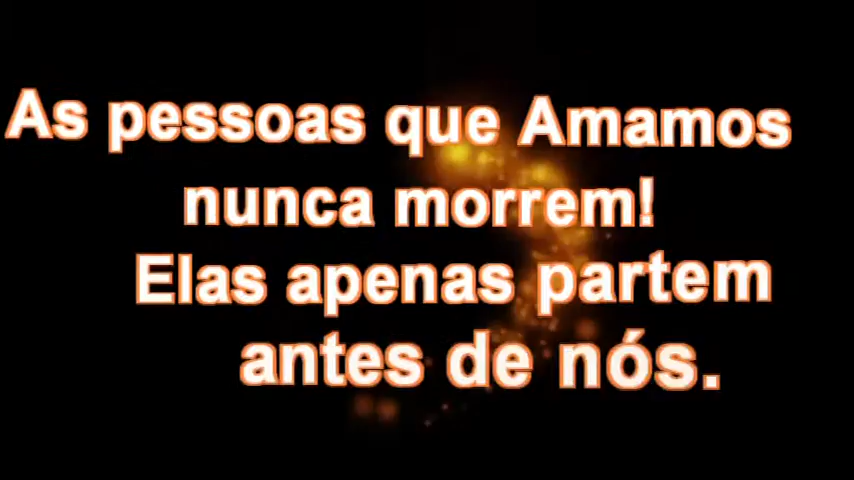 As pessoas que Amamos
nunca morrem!
Elas apenas partem
antes de nós.